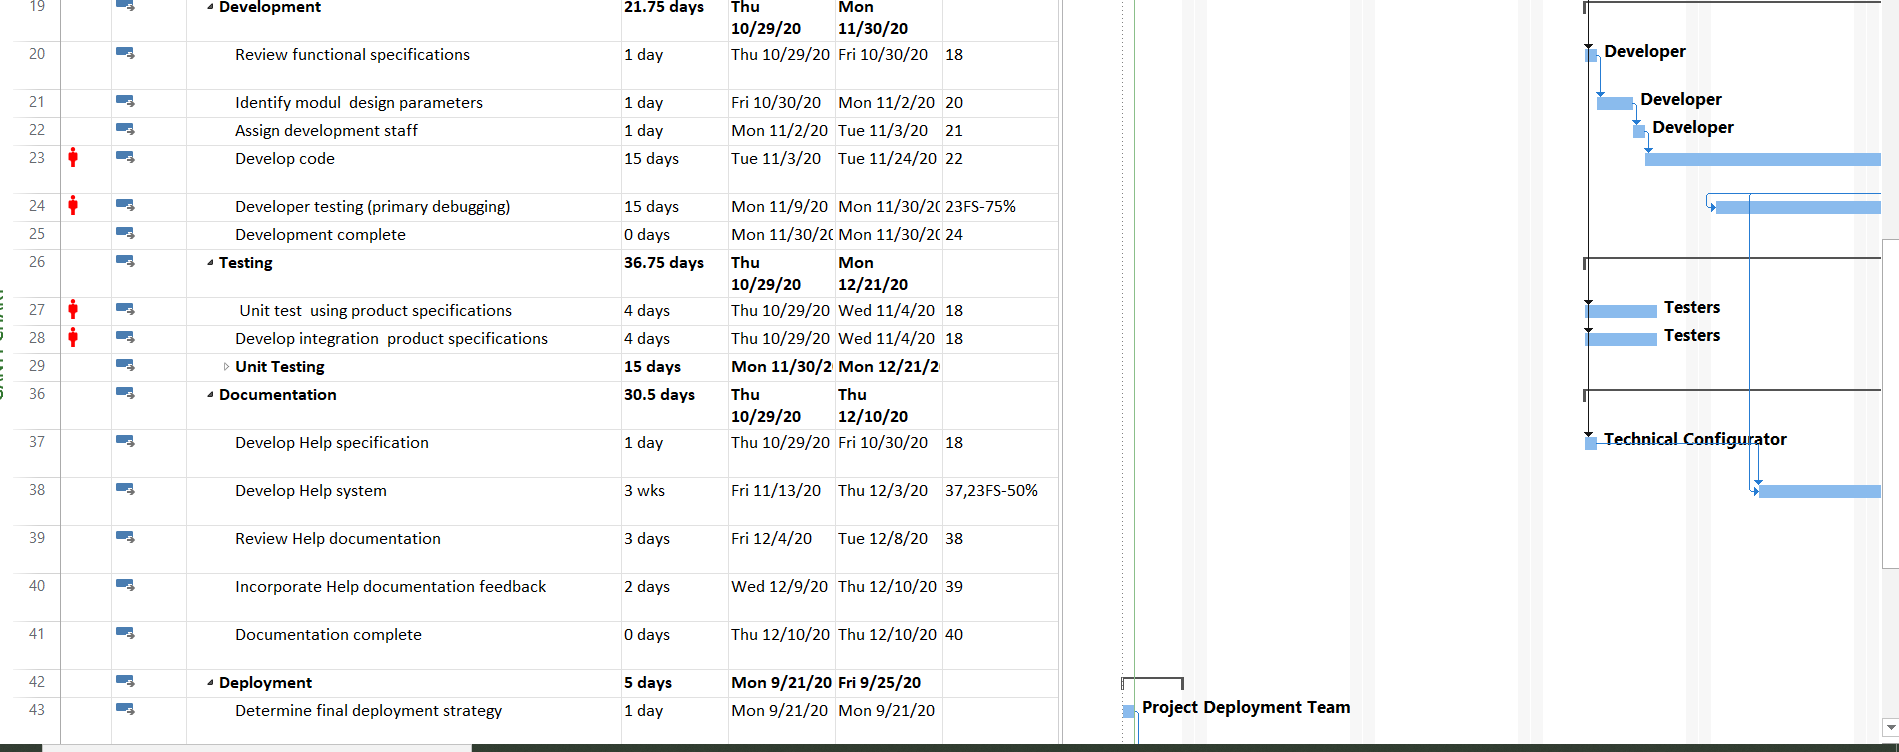 19 Development 21.75 days Thu 10/29/20 Mon 11/30/20
20 Review functional specifications 1 day Thu 10/29/20 Fri 10/30/20 18 Developer
21 Identify modul  design parameters 1 day Fri 10/30/20 Mon 11/2/20 20 Developer
22 Assign development staff 1 day Mon 11/2/20 Tue 11/3/20 21 Developer
23 Develop code 15 days Tue 11/3/20 Tue 11/24/20 22
24 Developer testing (primary debugging) 15 days Mon 11/9/20 Mon 11/30/20 23FS-75%
25 Development complete 0 days Mon 11/30/20 Mon 11/30/20 24
26 Testing 36.75 days Thu 10/29/20 Mon 12/21/20
27 Unit test  using product specifications 4 days Thu 10/29/20 Wed 11/4/20 18 Testers
28 Develop integration  product specifications 4 days Thu 10/29/20 Wed 11/4/20 18 Testers
29 Unit Testing 15 days Mon 11/30/2 Mon 12/21/2
36 Documentation 30.5 days Thu 10/29/20 Thu 12/10/20
37 Develop Help specification 1 day Thu 10/29/20 Fri 10/30/20 18 Technical Configurator
38 Develop Help system 3 wks Fri 11/13/20 Thu 12/3/20 37,23FS-50%
39 Review Help documentation 3 days Fri 12/4/20 Tue 12/8/20 38
40 Incorporate Help documentation feedback 2 days Wed 12/9/20 Thu 12/10/20 39
41 Documentation complete 0 days Thu 12/10/20 Thu 12/10/20 40
42 Deployment 5 days Mon 9/21/20 Fri 9/25/20
43 Determine final deployment strategy 1 day Mon 9/21/20 Mon 9/21/20 Project Deployment Team